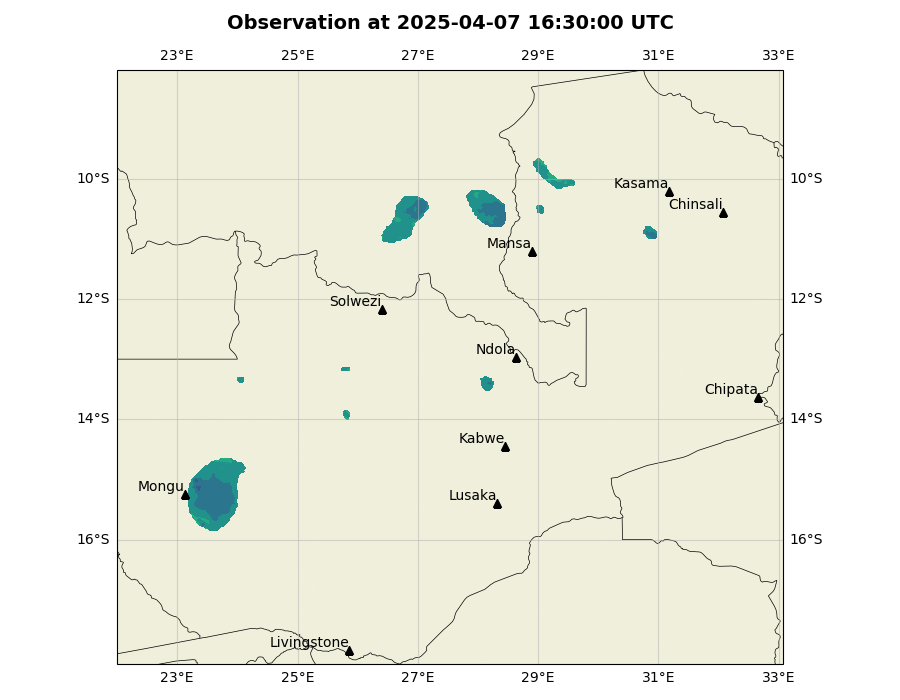 Observation at 2025-04-07 16:30:00 UTC
23°E 25°E 27°E 29°E 31°E 33°E
10°S 10°S
Kasama
Chinsali
Mansa
12°S 12°S
Solwezi
Ndola
Chipata
14°S 14°S
Kabwe
Mongu
Lusaka
16°S 16°S
Livingstone
23°E 25°E 27°E 29°E 31°E 33°E